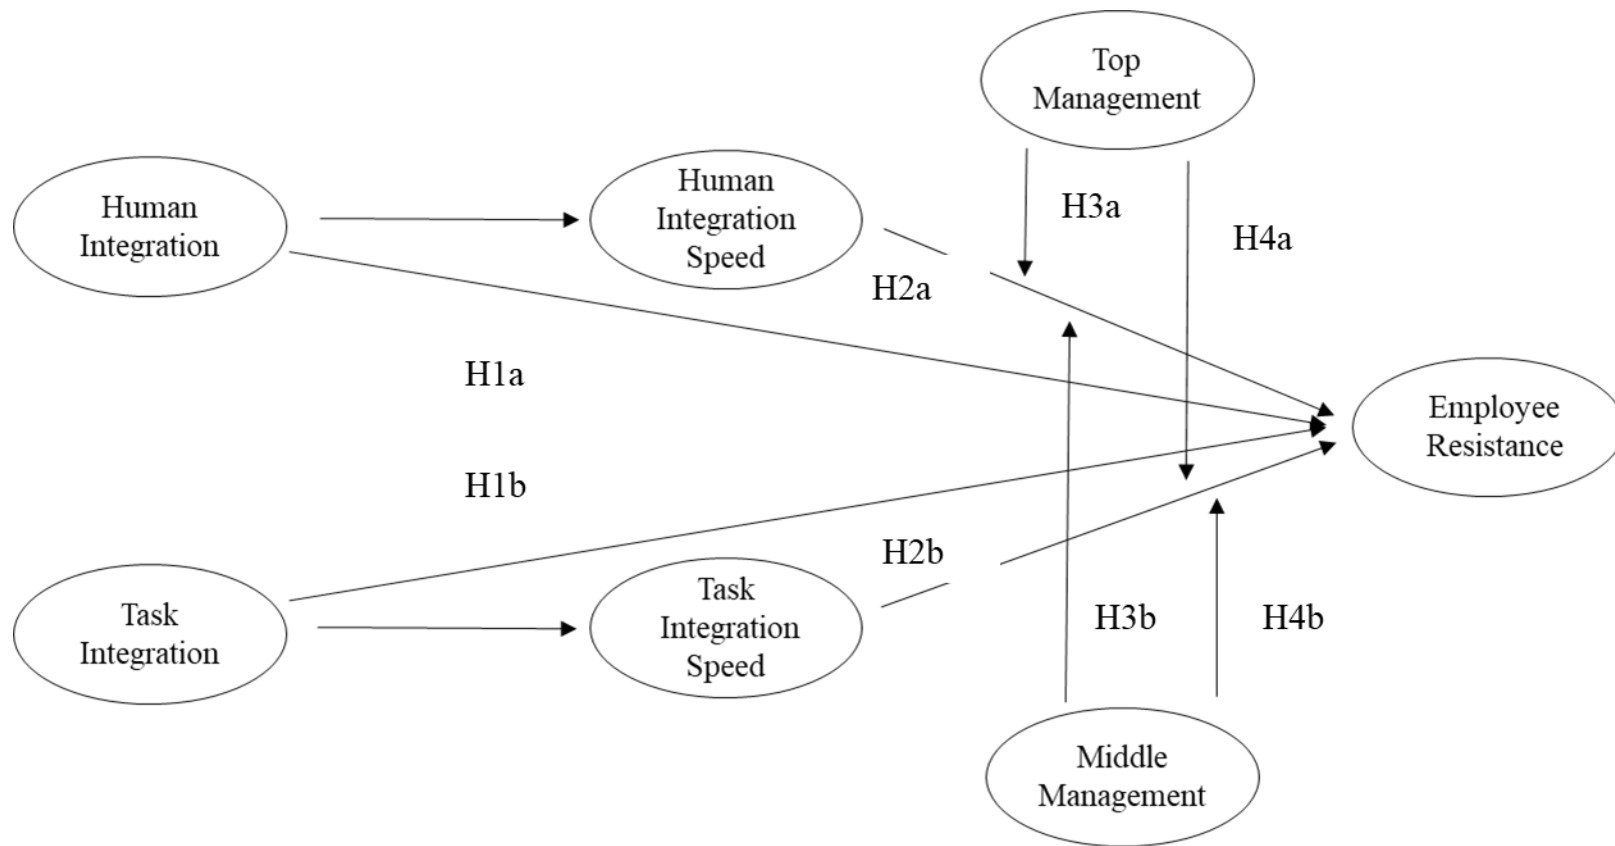 Top
Management
Human
Integration
Human
Integration
Speed
H3a
H4a
H2a
H1a
Employee
Resistance
H1b
H2b
Task
Integration
Task
Integration
Speed
H3b
H4b
Middle
Management